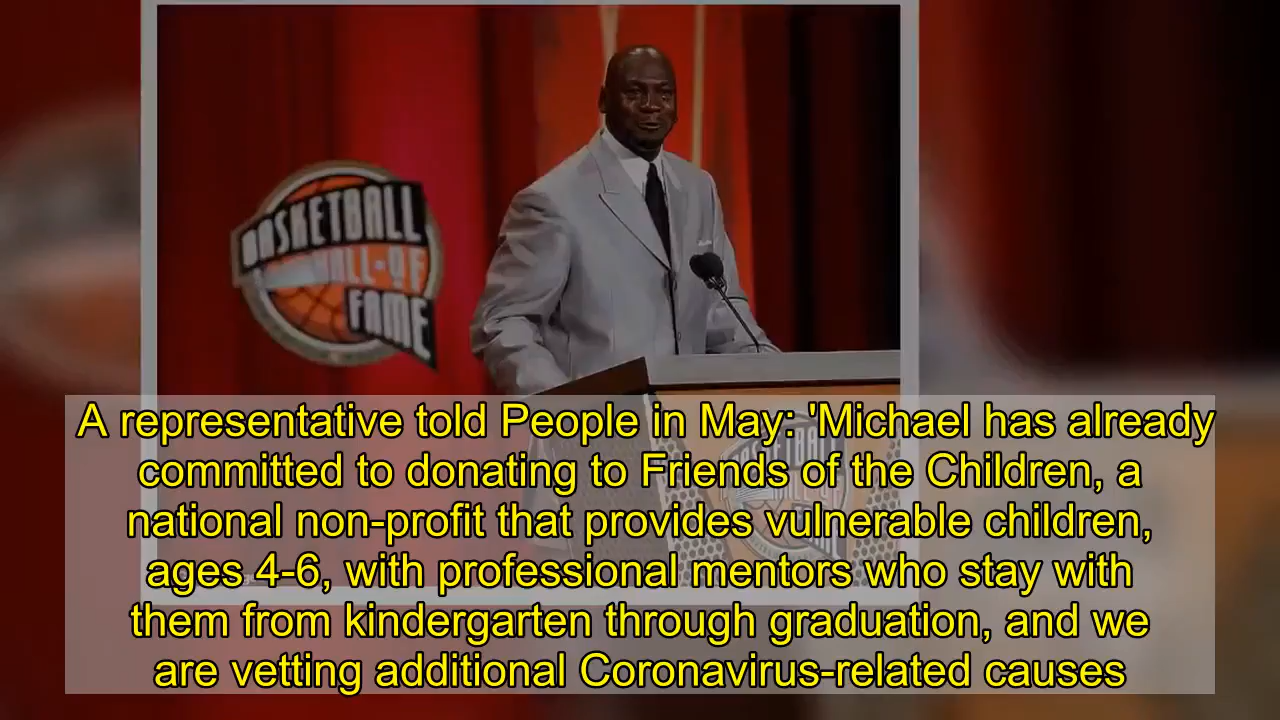 BASKETBALL
HALL-OF
FAME
A representative told People in May: 'Michael has already
committed to donating to Friends of the Children, a
national non-profit that provides vulnerable children,
ages 4-6, with professional mentors who stay with
them from kindergarten through graduation, and we
are vetting additional Coronavirus-related causes